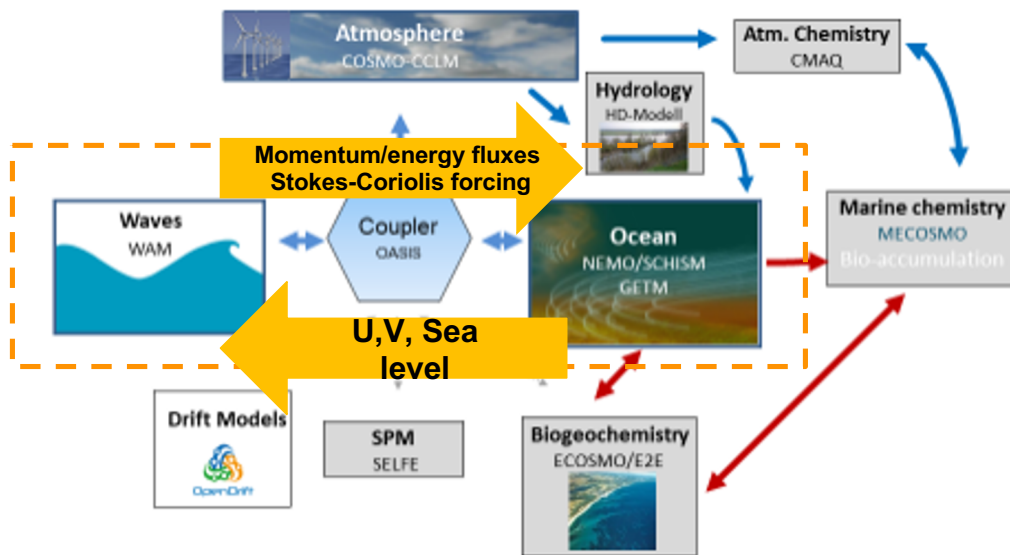 Atmosphere
COSMO-CCLM
Atm. Chemistry
CMAQ
Hydrology
HD-Modell
Momentum/energy fluxes
Stokes-Coriolis forcing
Waves
WAM
Coupler
OASIS
Ocean
NEMO/SCHISM
GETM
Marine chemistry
MECOSMO
Bio-accumulation
U,V, Sea
level
Drift Models
OpenDrift
SPM
SELFE
Biogeochemistry
ECOSMO/E2E